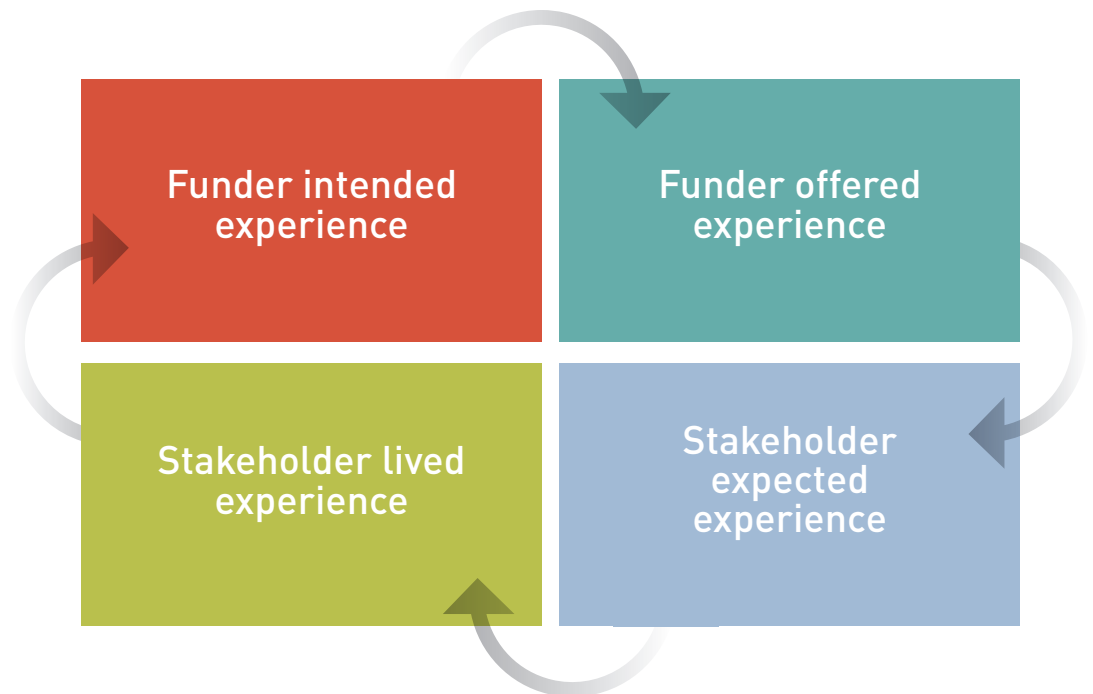 Funder intended
experience
Funder offered
experience
Stakeholder lived
experience
Stakeholder
expected
experience